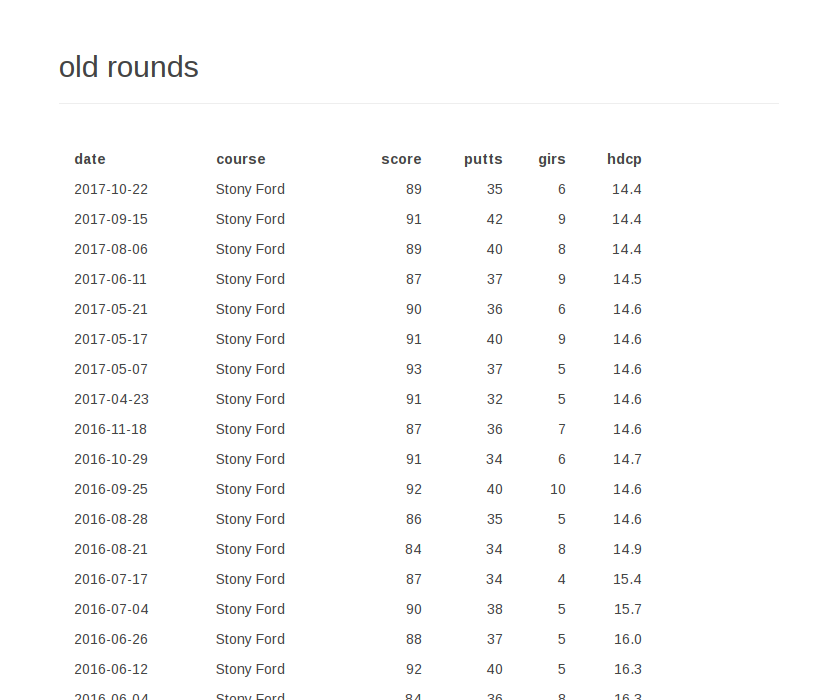 old rounds
date course score putts girs hdcp
2017-10-22 Stony Ford 89 35 6 14.4
2017-09-15 Stony Ford 91 42 9 14.4
2017-08-06 Stony Ford 89 40 8 14.4
2017-06-11 Stony Ford 87 37 9 14.5
2017-05-21 Stony Ford 90 36 6 14.6
2017-05-17 Stony Ford 91 40 9 14.6
2017-05-07 Stony Ford 93 37 5 14.6
2017-04-23 Stony Ford 91 32 5 14.6
2016-11-18 Stony Ford 87 36 7 14.6
2016-10-29 Stony Ford 91 34 6 14.7
2016-09-25 Stony Ford 92 40 10 14.6
2016-08-28 Stony Ford 86 35 5 14.6
2016-08-21 Stony Ford 84 34 8 14.9
2016-07-17 Stony Ford 87 34 4 15.4
2016-07-04 Stony Ford 90 38 5 15.7
2016-06-26 Stony Ford 88 37 5 16.0
2016-06-12 Stony Ford 92 40 5 16.3
2016-06-04 Stony Ford 84 36 8 16.3